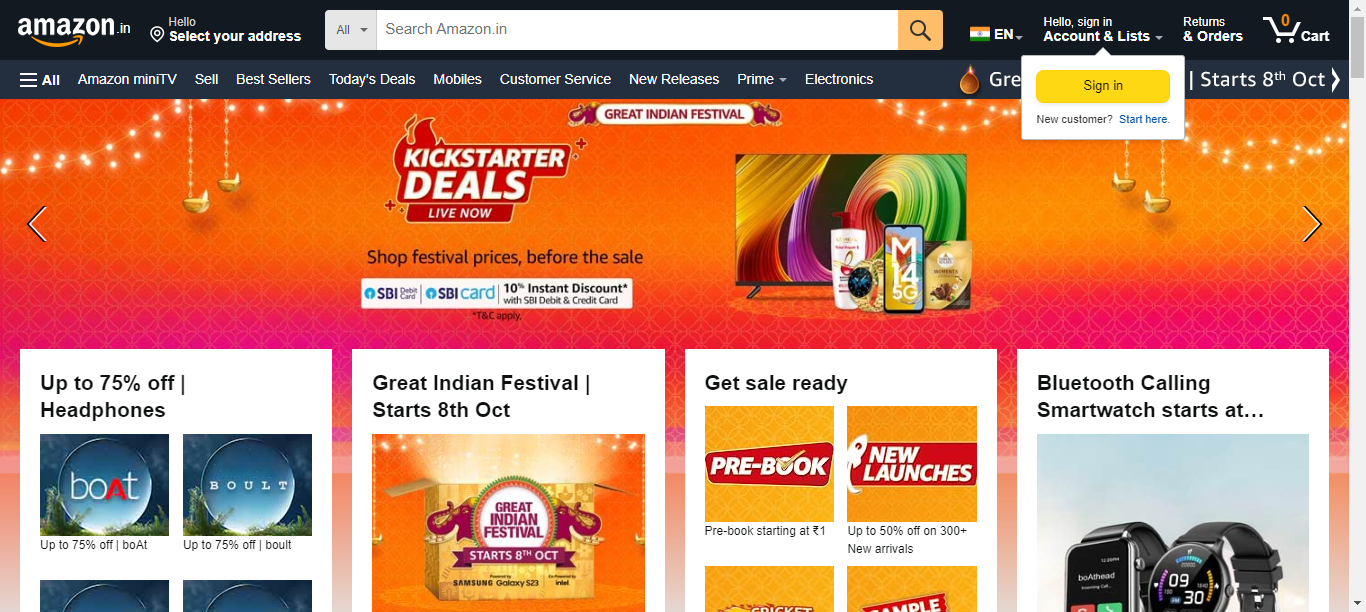 amazon.in
Hello
Select your address
All
Search Amazon.in
EN
Hello, sign in
Account & Lists
Returns
& Orders
0
Cart
All
Amazon miniTV
Sell
Best Sellers
Today's Deals
Mobiles
Customer Service
New Releases
Prime
Electronics
Gre
| Starts 8th Oct
Sign in
New customer? Start here.
GREAT INDIAN FESTIVAL
KICKSTARTER
DEALS
LIVE NOW
Shop festival prices, before the sale
SBI Debit Card | SBI card | 10% Instant Discount*
with SBI Debit & Credit Card
*T&C apply.
M
14
5G
Up to 75% off |
Headphones
boAt
BOULT
Up to 75% off | boAt
Up to 75% off | boult
Great Indian Festival |
Starts 8th Oct
GREAT
INDIAN
FESTIVAL
STARTS 8TH OCT
Powered by
SAMSUNG Galaxy S23
Co-Powered by
intel
Get sale ready
PRE-BOOK
NEW
LAUNCHES
Pre-book starting at ₹1
Up to 50% off on 300+
New arrivals
CRICKET
SAMPLE
Bluetooth Calling
Smartwatch starts at…
boAthead
09
30